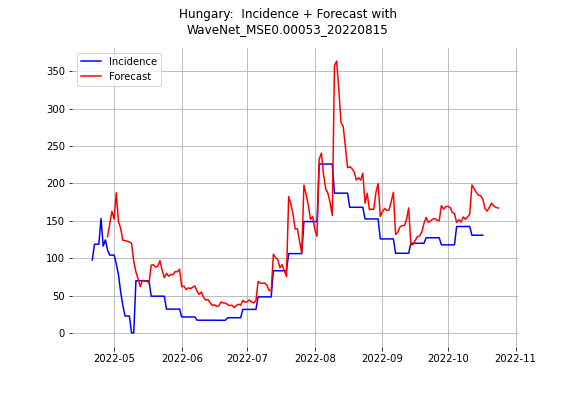 Hungary:  Incidence + Forecast with
WaveNet_MSE0.00053_20220815
Incidence
Forecast
350
300
250
200
150
100
50
0
2022-05 2022-06 2022-07 2022-08 2022-09 2022-10 2022-11